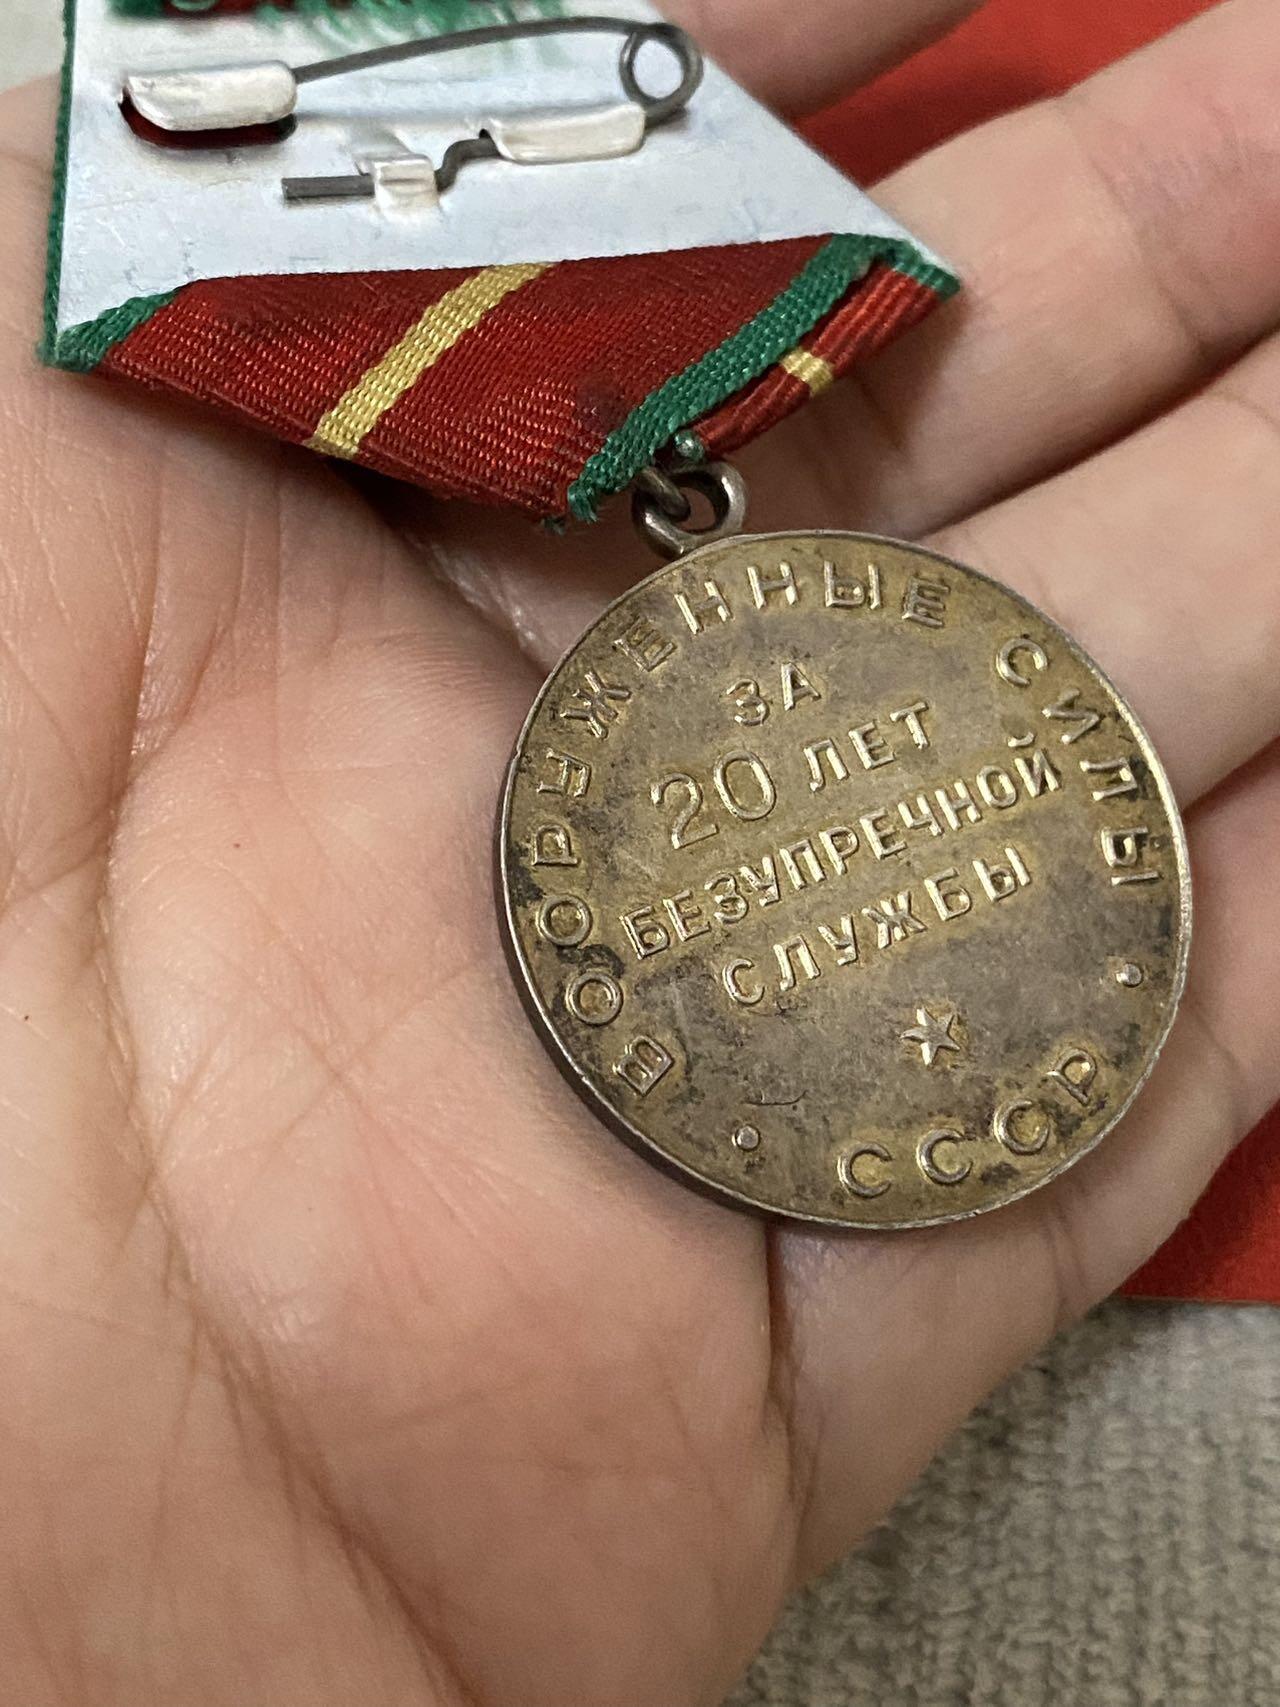 ВООРУЖЕННЫЕ СИЛЫ
ЗА
20 ЛЕТ
БЕЗУПРЕЧНОЙ
СЛУЖБЫ
СССР